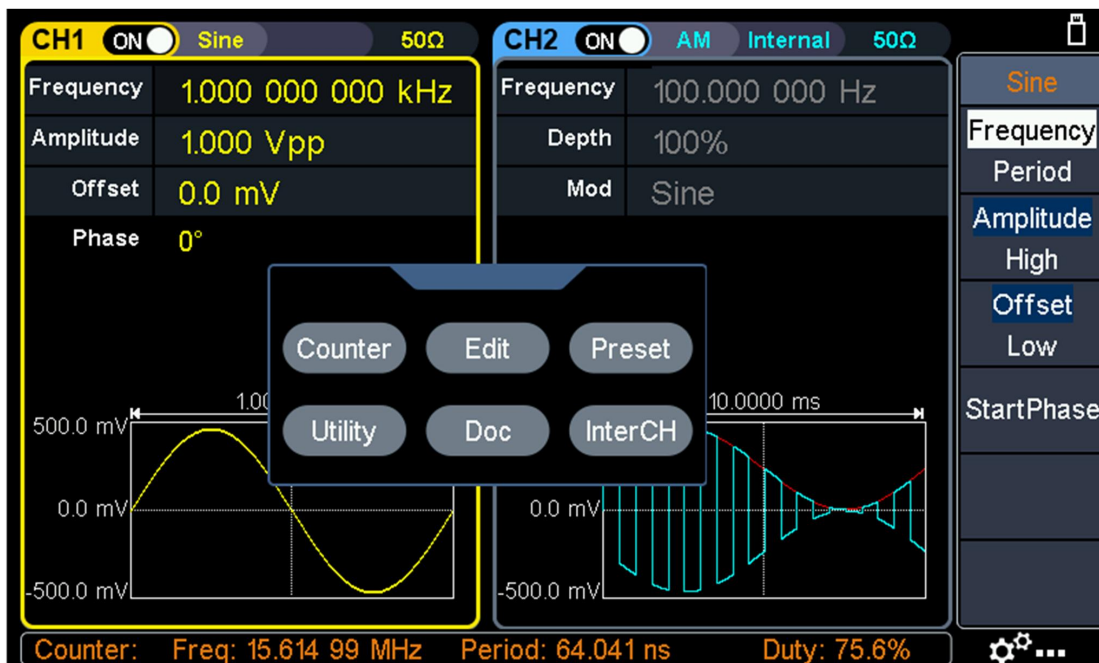 CH1 ON Sine 50Ω
CH2 ON AM Internal 50Ω
Frequency 1.000 000 000 kHz
Amplitude 1.000 Vpp
Offset 0.0 mV
Phase 0°
Frequency 100.000 000 Hz
Depth 100%
Mod Sine
Sine
Frequency
Period
Amplitude
High
Offset
Low
StartPhase
Counter Edit Preset
Utility Doc InterCH
1.00
500.0 mV
0.0 mV
-500.0 mV
10.0000 ms
0.0 mV
-500.0 mV
Counter: Freq: 15.614 99 MHz Period: 64.041 ns Duty: 75.6%